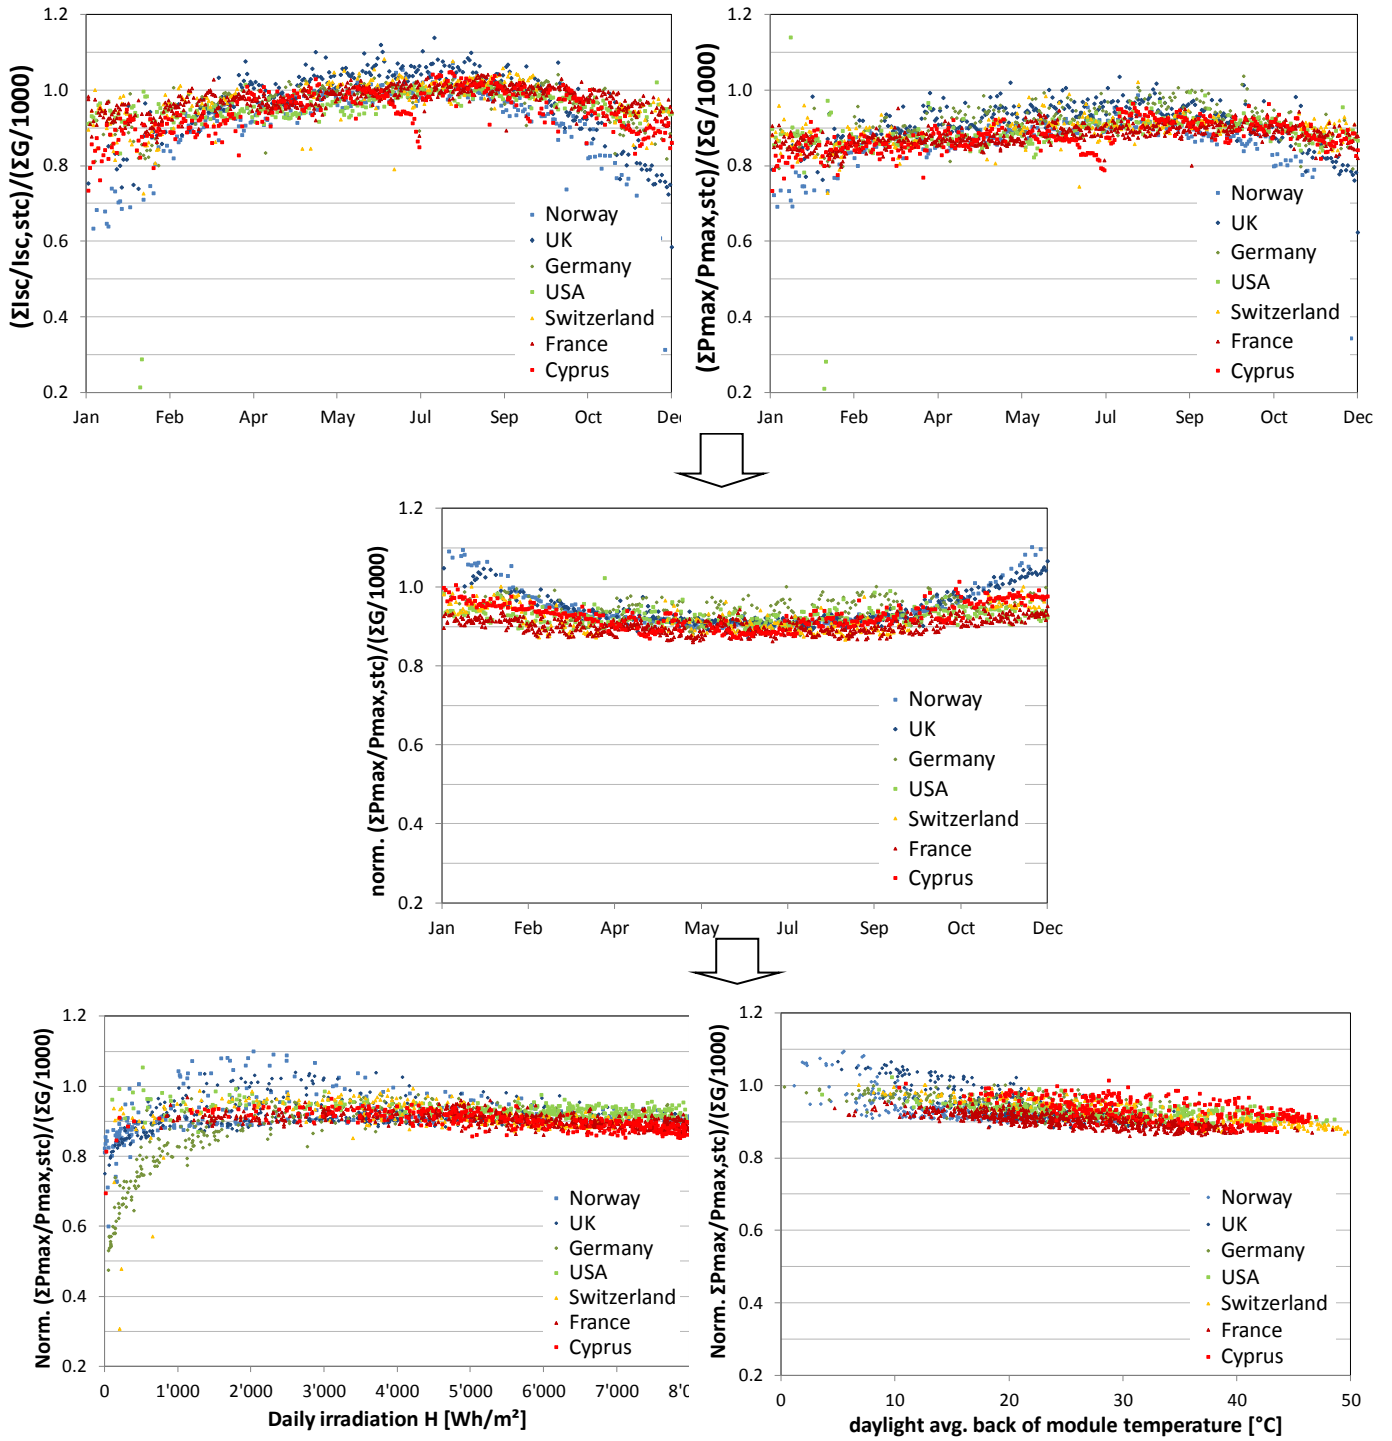 (ΣIsc/Isc,stc)/(ΣG/1000)
1.2
1.0
0.8
0.6
0.4
0.2
Jan Feb Apr May Jul Sep Oct Dec
Norway
UK
Germany
USA
Switzerland
France
Cyprus
(ΣPmax/Pmax,stc)/(ΣG/1000)
1.2
1.0
0.8
0.6
0.4
0.2
Jan Feb Apr May Jul Sep Oct Dec
Norway
UK
Germany
USA
Switzerland
France
Cyprus
norm. (ΣPmax/Pmax,stc)/(ΣG/1000)
1.2
1.0
0.8
0.6
0.4
0.2
Jan Feb Apr May Jul Sep Oct Dec
Norway
UK
Germany
USA
Switzerland
France
Cyprus
Norm. (ΣPmax/Pmax,stc)/(ΣG/1000)
1.2
1.0
0.8
0.6
0.4
0.2
0 1'000 2'000 3'000 4'000 5'000 6'000 7'000
Daily irradiation H [Wh/m²]
Norway
UK
Germany
USA
Switzerland
France
Cyprus
Norm. ΣPmax/Pmax,stc)/(ΣG/1000)
1.2
1.0
0.8
0.6
0.4
0.2
0 10 20 30 40 50
daylight avg. back of module temperature [°C]
Norway
UK
Germany
USA
Switzerland
France
Cyprus